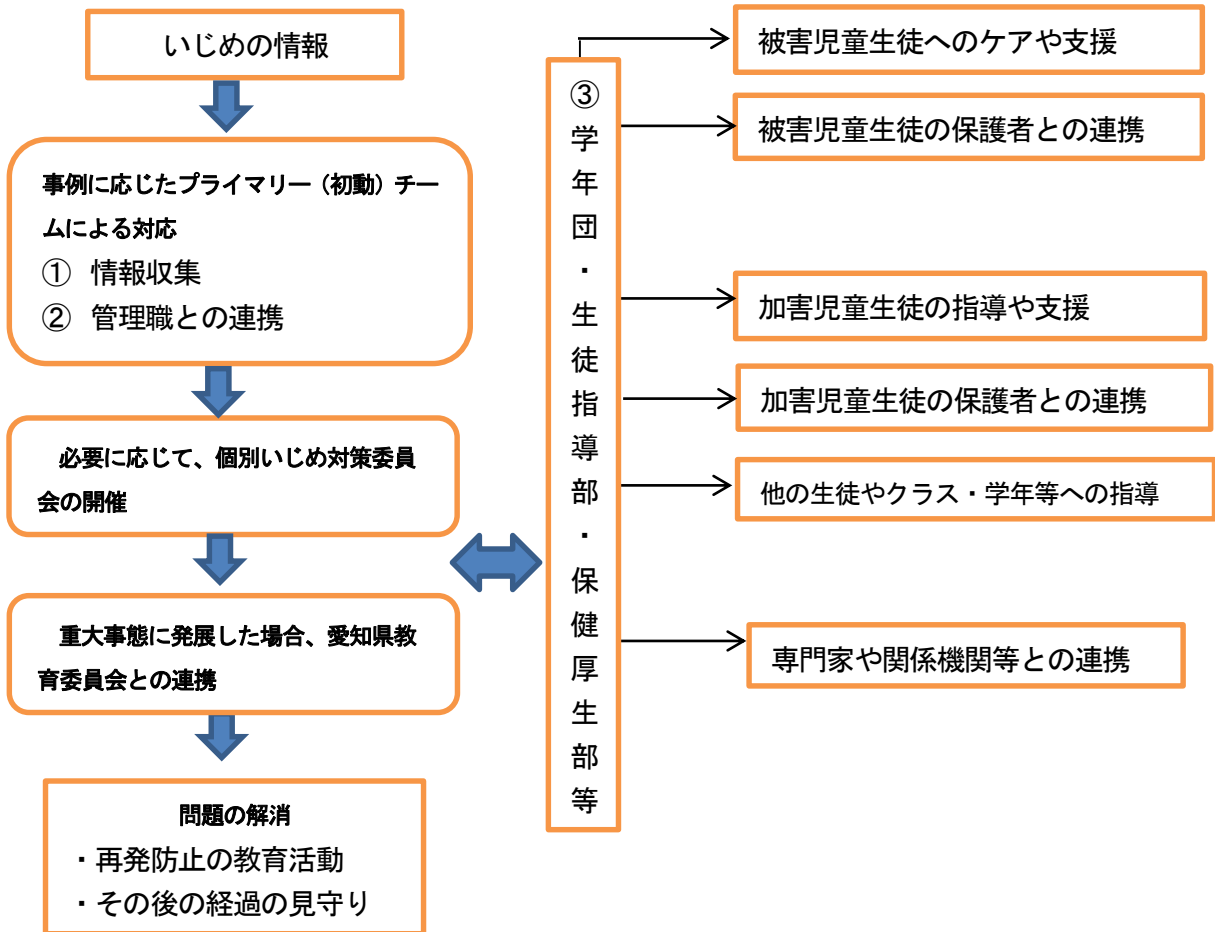 いじめの情報
事例に応じたプライマリー（初動）チー
ムによる対応
① 情報収集
② 管理職との連携
必要に応じて、個別いじめ対策委員
会の開催
重大事態に発展した場合、愛知県教
育委員会との連携
問題の解消
・再発防止の教育活動
・その後の経過の見守り
③学年団・生徒指導部・保健厚生部等
被害児童生徒へのケアや支援
被害児童生徒の保護者との連携
加害児童生徒の指導や支援
加害児童生徒の保護者との連携
他の生徒やクラス・学年等への指導
専門家や関係機関等との連携